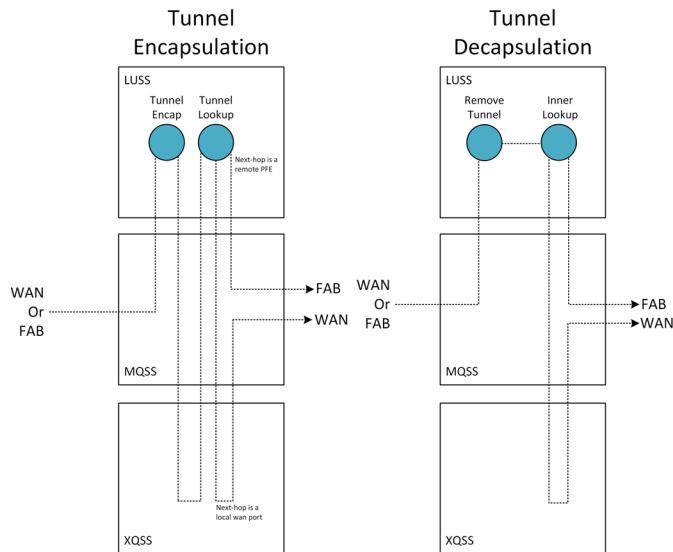 Tunnel
Encapsulation
LUSS
Tunnel
Encap
Tunnel
Lookup
Next-hop is a
remote PFE
WAN
Or
FAB
FAB
WAN
MQSS
Next-hop is a
local wan port
XQSS
Tunnel
Decapsulation
LUSS
Remove
Tunnel
Inner
Lookup
WAN
Or
FAB
FAB
WAN
MQSS
XQSS